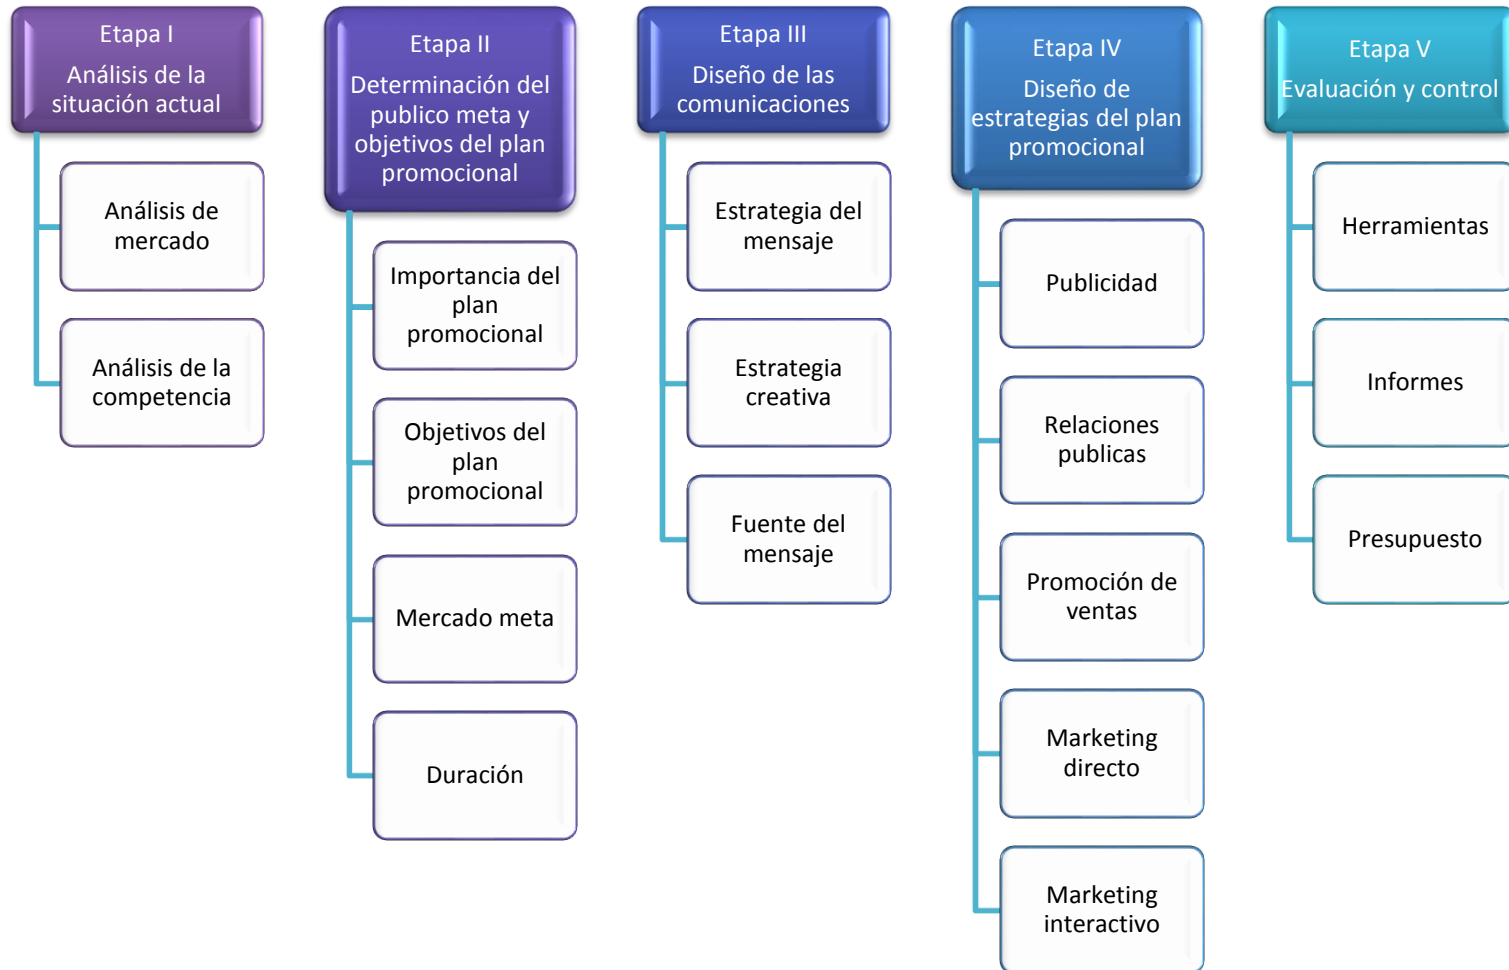 Etapa I
Análisis de la
situación actual
Análisis de
mercado
Análisis de la
competencia
Etapa II
Determinación del
publico meta y
objetivos del plan
promocional
Importancia del
plan
promocional
Objetivos del
plan
promocional
Mercado meta
Duración
Etapa III
Diseño de las
comunicaciones
Estrategia del
mensaje
Estrategia
creativa
Fuente del
mensaje
Etapa IV
Diseño de
estrategias del plan
promocional
Publicidad
Relaciones
publicas
Promoción de
ventas
Marketing
directo
Marketing
interactivo
Etapa V
Evaluación y control
Herramientas
Informes
Presupuesto